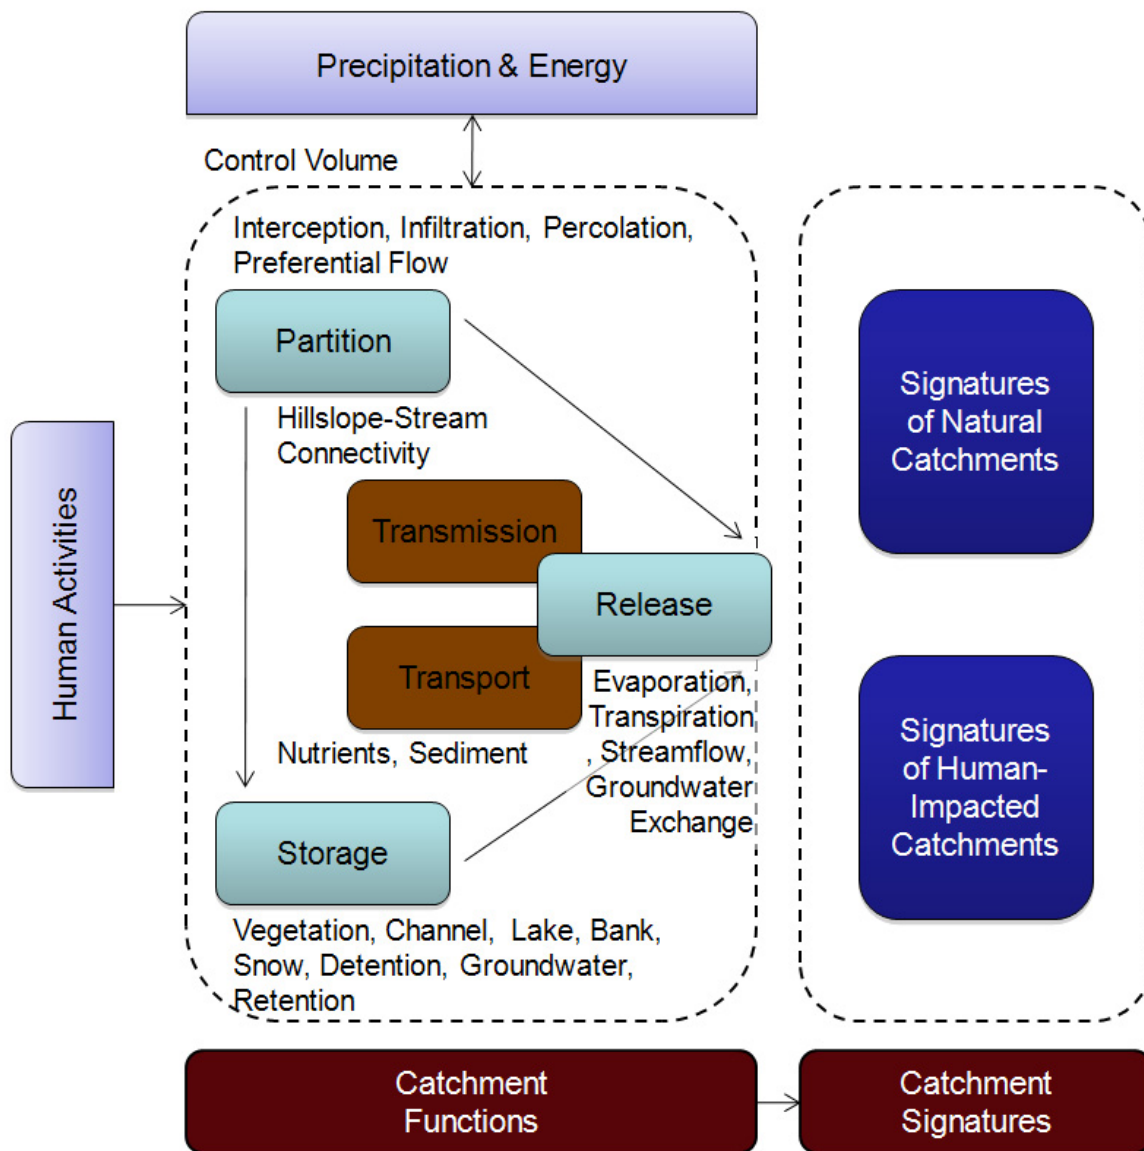 Precipitation & Energy
Control Volume
Interception, Infiltration, Percolation,
Preferential Flow
Partition
Hillslope-Stream
Connectivity
Transmission
Release
Transport
Evaporation,
Transpiration
, Streamflow,
Groundwater
Exchange
Nutrients, Sediment
Storage
Vegetation, Channel, Lake, Bank,
Snow, Detention, Groundwater,
Retention
Human Activities
Signatures
of Natural
Catchments
Signatures
of Human-
Impacted
Catchments
Catchment
Functions
Catchment
Signatures